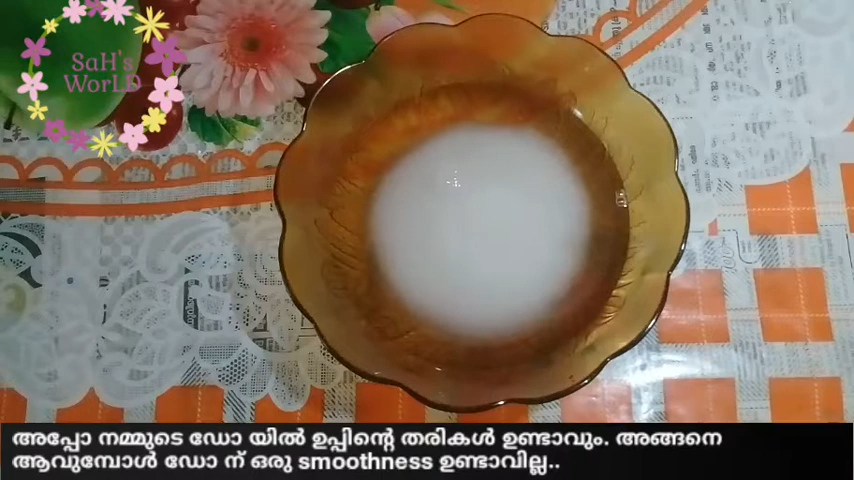 SaH's
WorLD
അപ്പോ നമ്മുടെ ഡോ യിൽ ഉപ്പിന്റെ തരികൾ ഉണ്ടാവും. അങ്ങനെ
ആവുമ്പോൾ ഡോ ന് ഒരു smoothness ഉണ്ടാവില്ല..